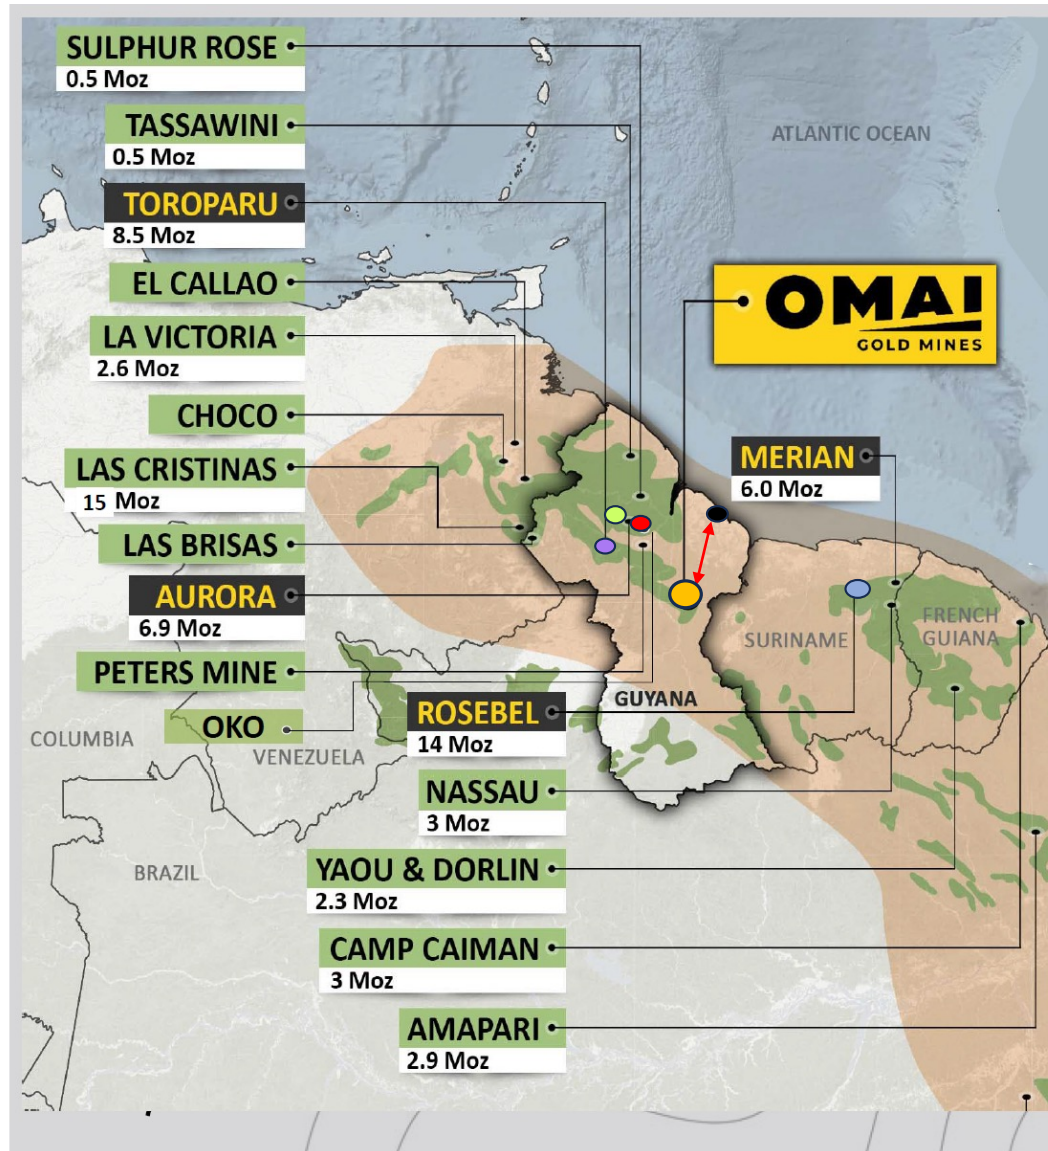 SULPHUR ROSE
0.5 Moz
TASSAWINI
0.5 Moz
TOROPARU
8.5 Moz
EL CALLAO
LA VICTORIA
2.6 Moz
CHOCO
LAS CRISTINAS
15 Moz
LAS BRISAS
AURORA
6.9 Moz
PETERS MINE
OKO
ATLANTIC OCEAN
OMAI
GOLD MINES
MERIAN
6.0 Moz
SURINAME
FRENCH
GUIANA
GUYANA
COLUMBIA
VENEZUELA
BRAZIL
ROSEBEL
14 Moz
NASSAU
3 Moz
YAOU & DORLIN
2.3 Moz
CAMP CAIMAN
3 Moz
AMAPARI
2.9 Moz